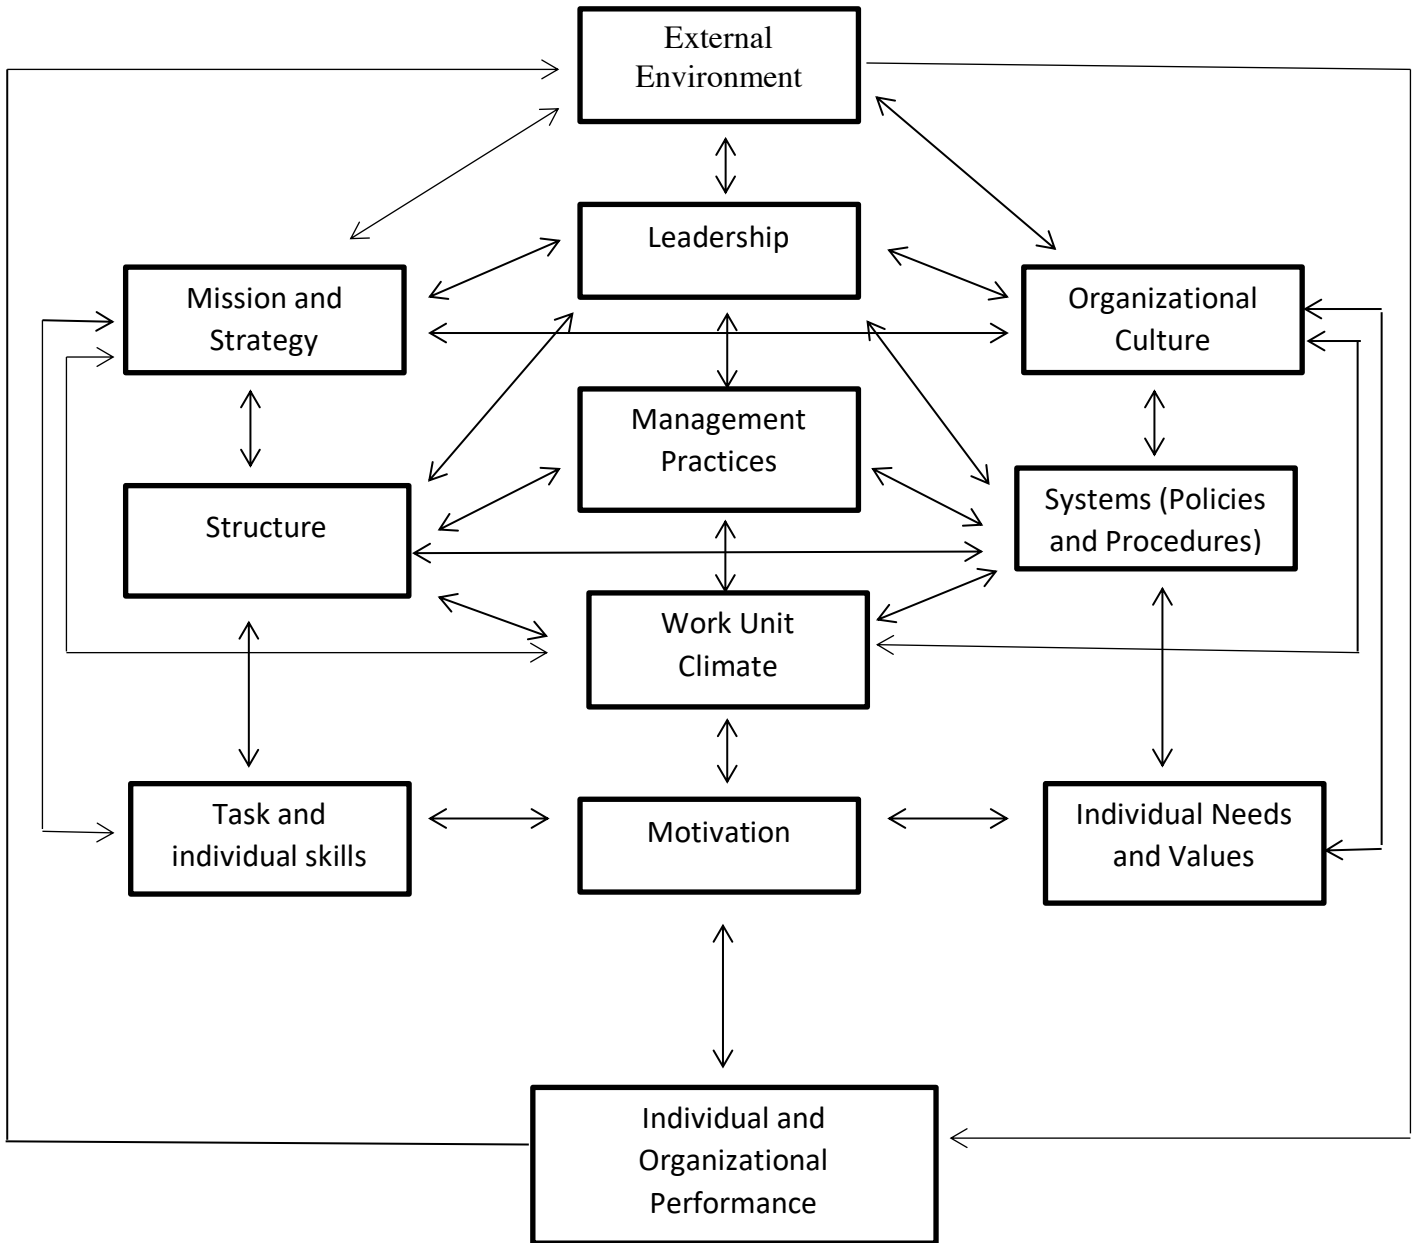 External
Environment
Leadership
Mission and
Strategy
Organizational
Culture
Management
Practices
Structure
Systems (Policies
and Procedures)
Work Unit
Climate
Task and
individual skills
Motivation
Individual Needs
and Values
Individual and
Organizational
Performance